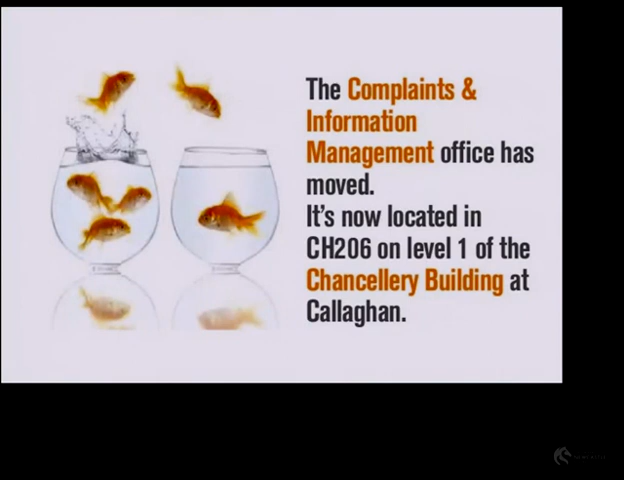 The Complaints &
Information
Management office has
moved.
It's now located in
CH206 on level 1 of the
Chancellery Building at
Callaghan.